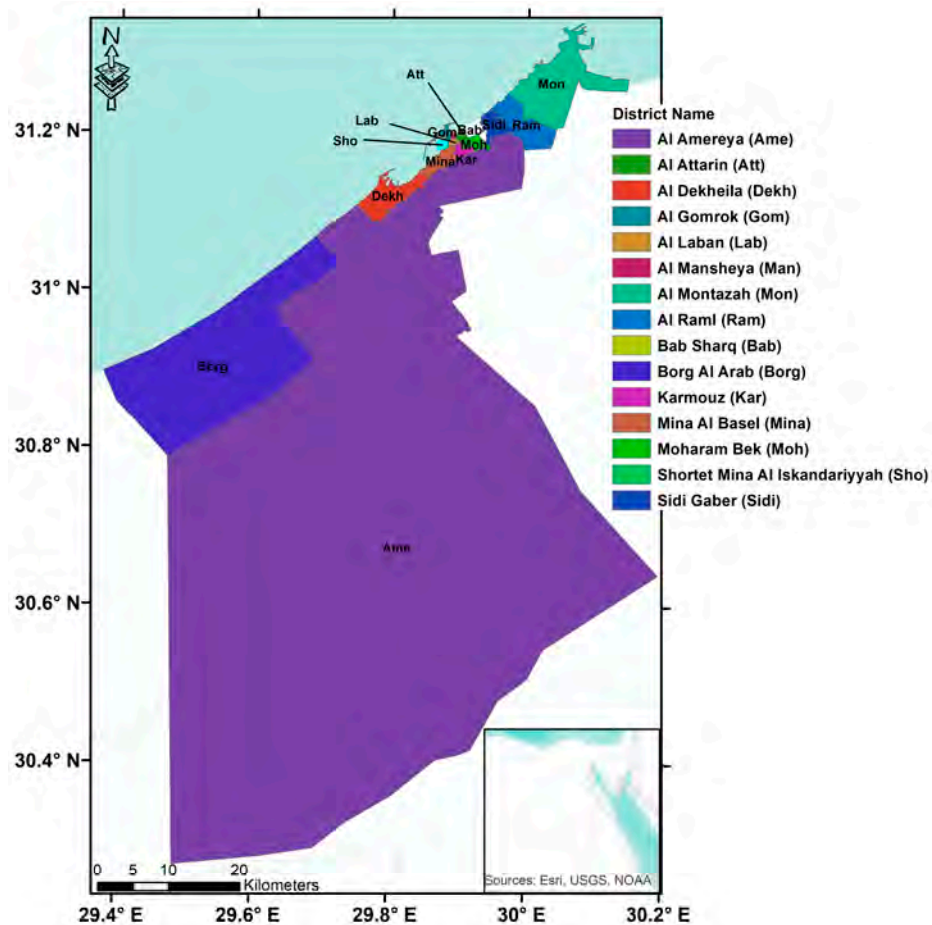 N
Att
Mon
Lab
Gom Bab Sidi Ram
Sho
Moh
Mina Kar
Dekh
Borg
Ame
31.2° N
31° N
30.8° N
30.6° N
30.4° N
District Name
Al Amereya (Ame)
Al Attarin (Att)
Al Dekheila (Dekh)
Al Gomrok (Gom)
Al Laban (Lab)
Al Mansheya (Man)
Al Montazah (Mon)
Al Raml (Ram)
Bab Sharq (Bab)
Borg Al Arab (Borg)
Karmouz (Kar)
Mina Al Basel (Mina)
Moharam Bek (Moh)
Shortet Mina Al Iskandariyyah (Sho)
Sidi Gaber (Sidi)
0 5 10 20
Kilometers
Sources: Esri, USGS, NOAA
29.4° E 29.6° E 29.8° E 30° E 30.2° E